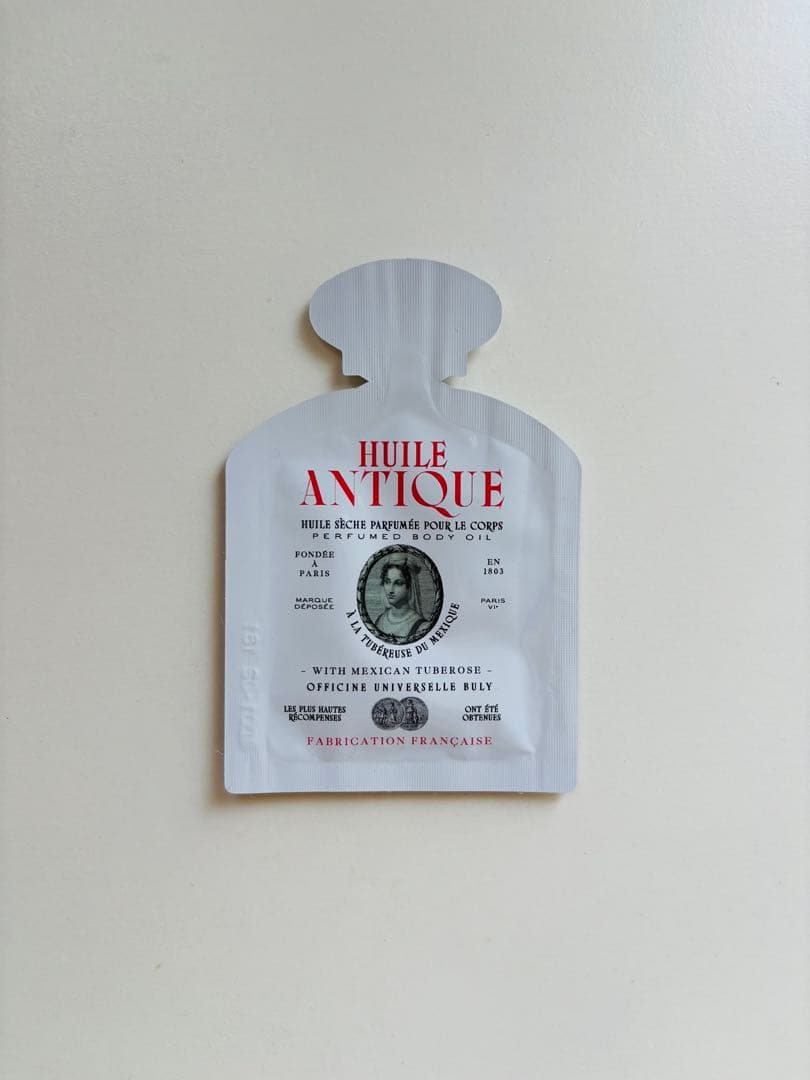 HUILE
ANTIQUE
HUILE SÈCHE PARFUMÉE POUR LE CORPS
PERFUMED BODY OIL
FONDÉE
À
PARIS
EN
1803
MARQUE
DÉPOSÉE
PARIS
VIᵉ
À LA TUBÉREUSE DU MEXIQUE
- WITH MEXICAN TUBEROSE -
OFFICINE UNIVERSELLE BULY
LES PLUS HAUTES
RÉCOMPENSES
ONT ÉTÉ
OBTENUES
FABRICATION FRANÇAISE